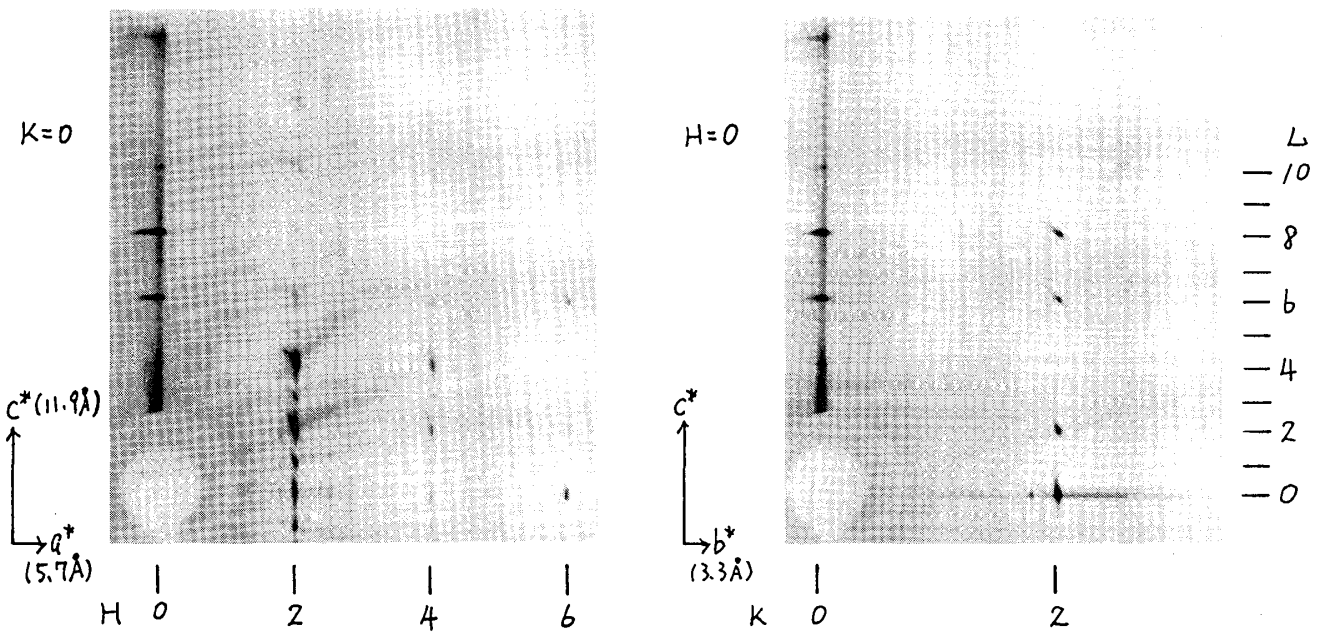 K=0
H=0
L
10
8
6
4
2
0
c*(11.9Å)
a*
(5.7Å)
H 0 2 4 6
c*
b*
(3.3Å)
K 0 2